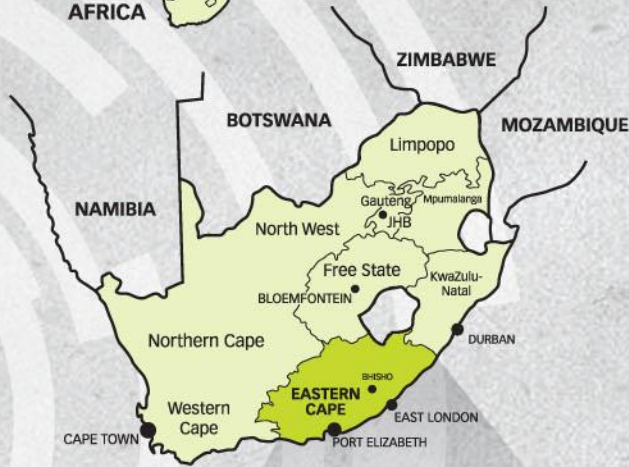 AFRICA
ZIMBABWE
BOTSWANA
MOZAMBIQUE
Limpopo
NAMIBIA
Gauteng
Mpumalanga
JHB
North West
Free State
KwaZulu-
Natal
BLOEMFONTEIN
DURBAN
Northern Cape
BHISHO
EASTERN
CAPE
Western
Cape
EAST LONDON
CAPE TOWN
PORT ELIZABETH